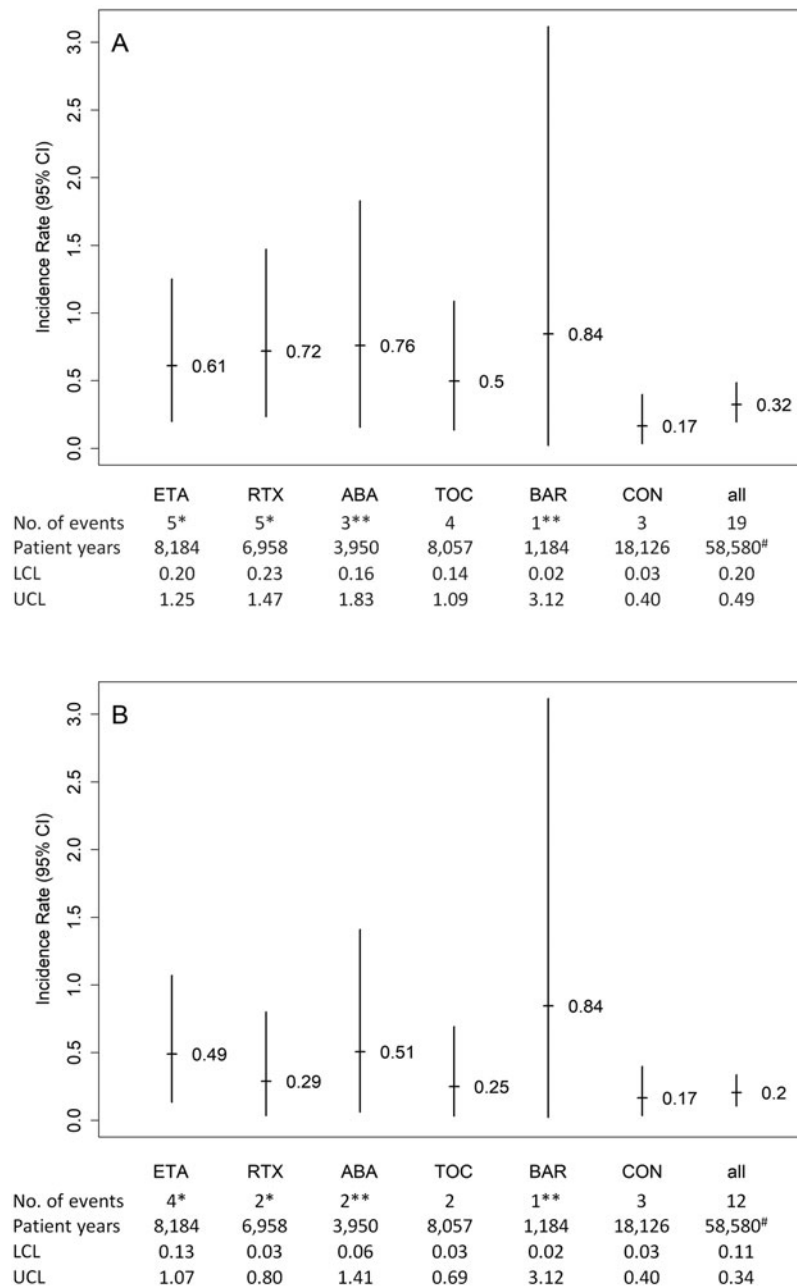 A
3.0
2.5
2.0
1.5
1.0
0.5
0.0
Incidence Rate (95% CI)
0.61 0.72 0.76 0.5 0.84 0.17 0.32
ETA RTX ABA TOC BAR CON all
No. of events 5* 5* 3** 4 1** 3 19
Patient years 8,184 6,958 3,950 8,057 1,184 18,126 58,580#
LCL 0.20 0.23 0.16 0.14 0.02 0.03 0.20
UCL 1.25 1.47 1.83 1.09 3.12 0.40 0.49
B
3.0
2.5
2.0
1.5
1.0
0.5
0.0
Incidence Rate (95% CI)
0.49 0.29 0.51 0.25 0.84 0.17 0.2
ETA RTX ABA TOC BAR CON all
No. of events 4* 2* 2** 2 1** 3 12
Patient years 8,184 6,958 3,950 8,057 1,184 18,126 58,580#
LCL 0.13 0.03 0.06 0.03 0.02 0.03 0.11
UCL 1.07 0.80 1.41 0.69 3.12 0.40 0.34